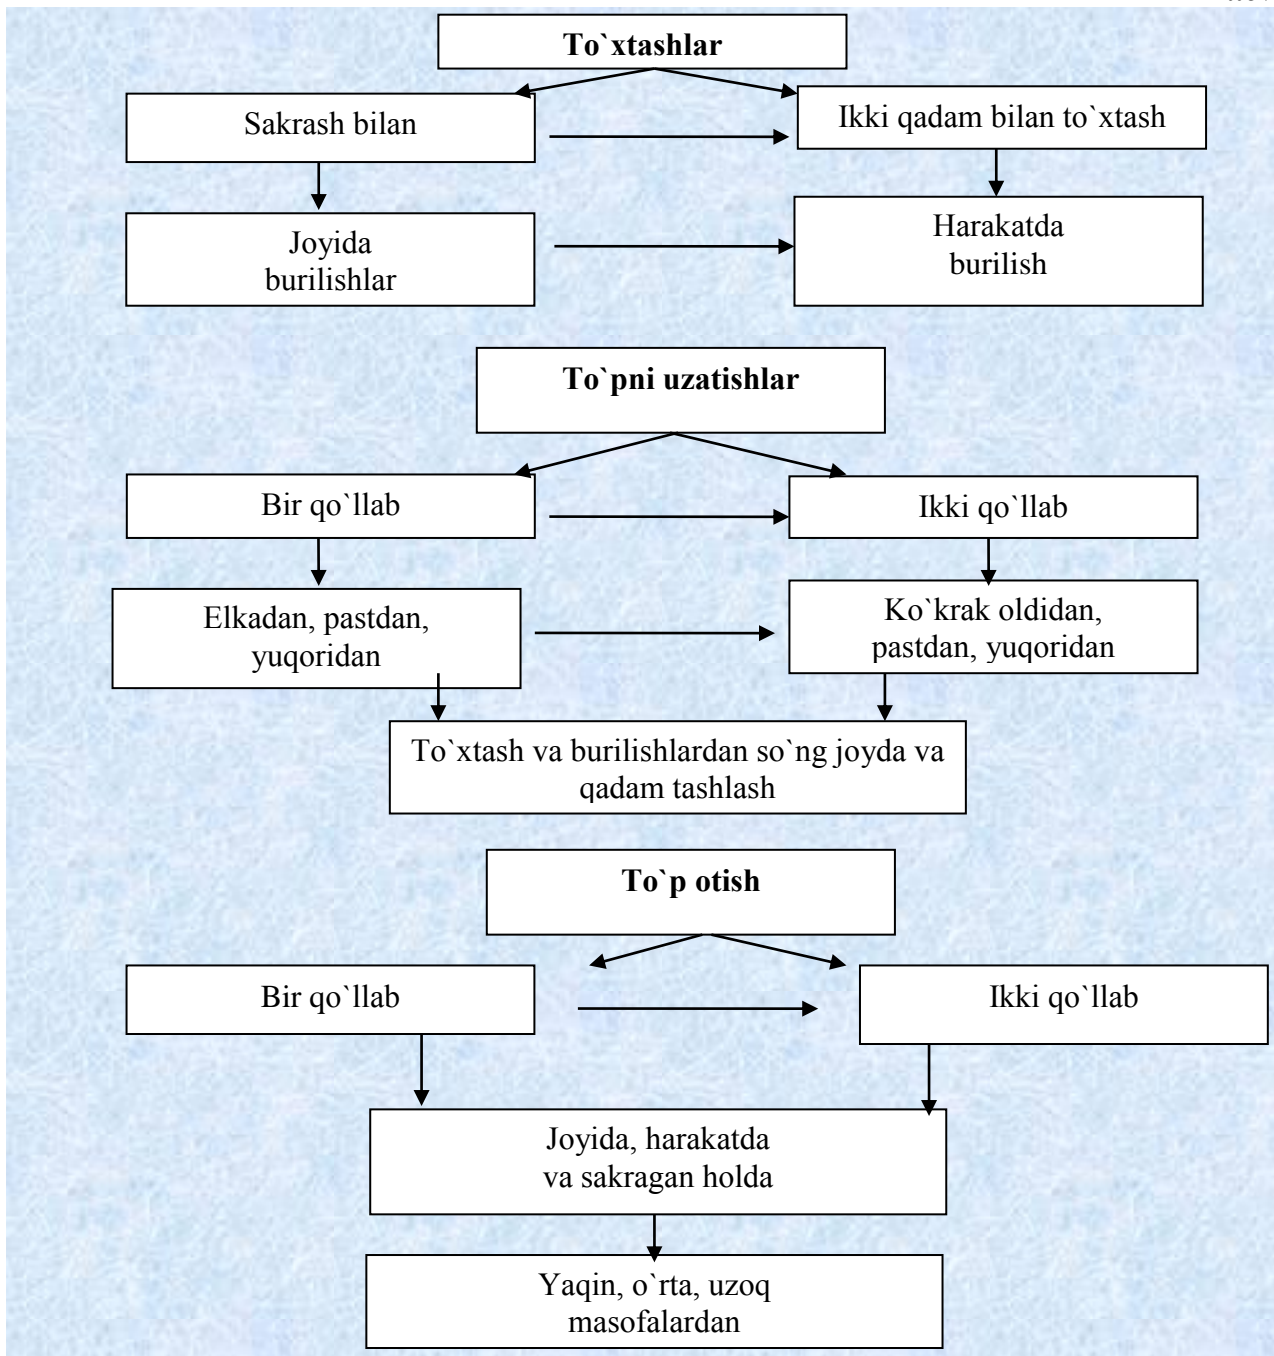 To`xtashlar
Sakrash bilan
Ikki qadam bilan to`xtash
Joyida
burilishlar
Harakatda
burilish
To`pni uzatishlar
Bir qo`llab
Ikki qo`llab
Elkadan, pastdan,
yuqoridan
Ko`krak oldidan,
pastdan, yuqoridan
To`xtash va burilishlardan so`ng joyda va
qadam tashlash
To`p otish
Bir qo`llab
Ikki qo`llab
Joyida, harakatda
va sakragan holda
Yaqin, o`rta, uzoq
masofalardan